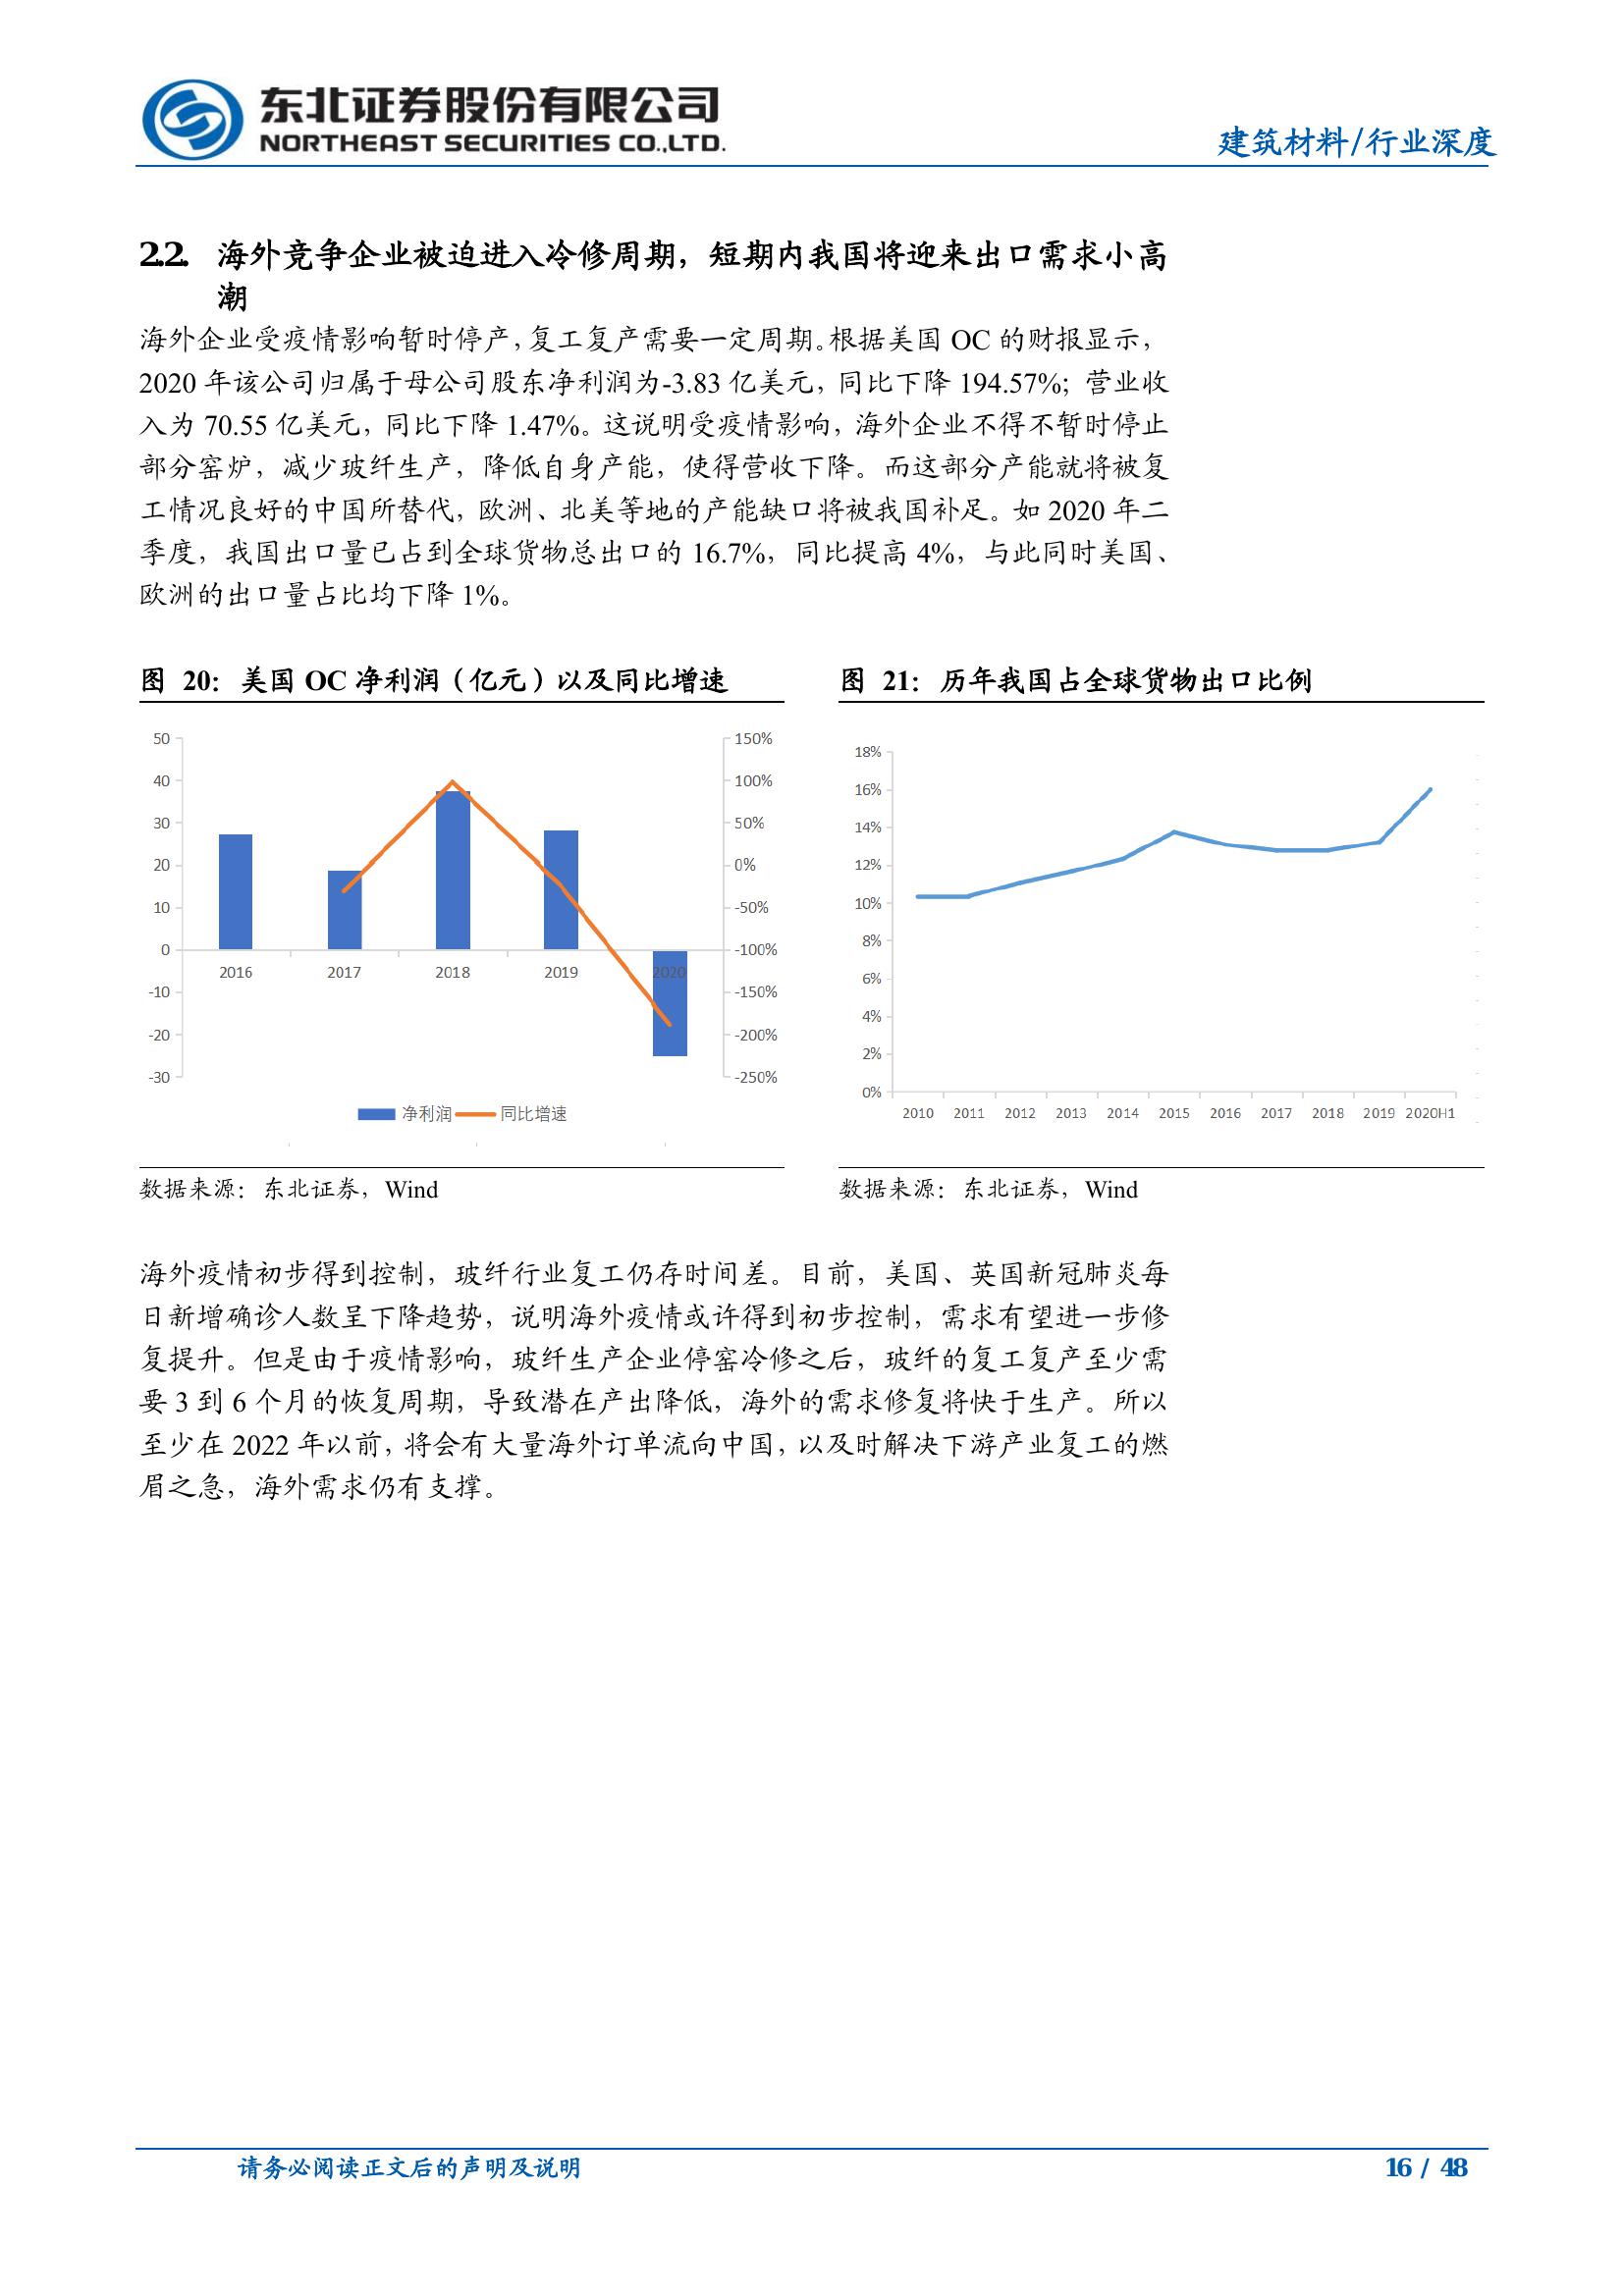 东北证券股份有限公司
NORTHEAST SECURITIES CO.,LTD.
建筑材料/行业深度
2.2. 海外竞争企业被迫进入冷修周期，短期内我国将迎来出口需求小高
潮
海外企业受疫情影响暂时停产，复工复产需要一定周期。根据美国 OC 的财报显示，
2020 年该公司归属于母公司股东净利润为-3.83 亿美元，同比下降 194.57%；营业收
入为 70.55 亿美元，同比下降 1.47%。这说明受疫情影响，海外企业不得不暂时停止
部分窑炉，减少玻纤生产，降低自身产能，使得营收下降。而这部分产能就将被复
工情况良好的中国所替代，欧洲、北美等地的产能缺口将被我国补足。如 2020 年二
季度，我国出口量已占到全球货物总出口的 16.7%，同比提高 4%，与此同时美国、
欧洲的出口量占比均下降 1%。
图 20：美国 OC 净利润（亿元）以及同比增速
50
40
30
20
10
0
-10
-20
-30
150%
100%
50%
0%
-50%
-100%
-150%
-200%
-250%
2016 2017 2018 2019 2020
净利润 同比增速
数据来源：东北证券，Wind
图 21：历年我国占全球货物出口比例
18%
16%
14%
12%
10%
8%
6%
4%
2%
0%
2010 2011 2012 2013 2014 2015 2016 2017 2018 2019 2020H1
数据来源：东北证券，Wind
海外疫情初步得到控制，玻纤行业复工仍存时间差。目前，美国、英国新冠肺炎每
日新增确诊人数呈下降趋势，说明海外疫情或许得到初步控制，需求有望进一步修
复提升。但是由于疫情影响，玻纤生产企业停窑冷修之后，玻纤的复工复产至少需
要 3 到 6 个月的恢复周期，导致潜在产出降低，海外的需求修复将快于生产。所以
至少在 2022 年以前，将会有大量海外订单流向中国，以及时解决下游产业复工的燃
眉之急，海外需求仍有支撑。
请务必阅读正文后的声明及说明
16 / 48